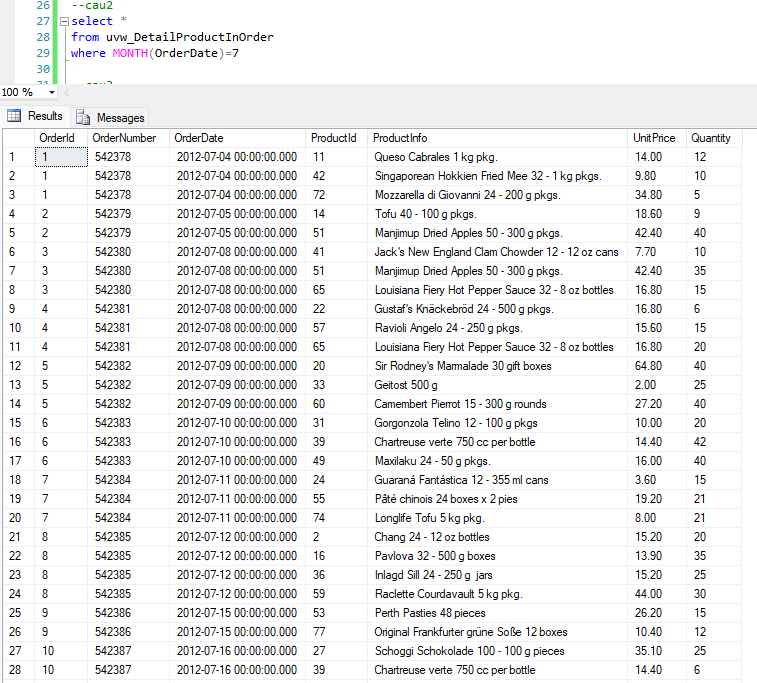 26 --cau2
27 select *
28 from uvw_DetailProductInOrder
29 where MONTH(OrderDate)=7
30
100 %
Results Messages
OrderId OrderNumber OrderDate ProductId ProductInfo UnitPrice Quantity
1 1 542378 2012-07-04 00:00:00.000 11 Queso Cabrales 1 kg pkg. 14.00 12
2 1 542378 2012-07-04 00:00:00.000 42 Singaporean Hokkien Fried Mee 32 - 1 kg pkgs. 9.80 10
3 1 542378 2012-07-04 00:00:00.000 72 Mozzarella di Giovanni 24 - 200 g pkgs. 34.80 5
4 2 542379 2012-07-05 00:00:00.000 14 Tofu 40 - 100 g pkgs. 18.60 9
5 2 542379 2012-07-05 00:00:00.000 51 Manjimup Dried Apples 50 - 300 g pkgs. 42.40 40
6 3 542380 2012-07-08 00:00:00.000 41 Jack's New England Clam Chowder 12 - 12 oz cans 7.70 10
7 3 542380 2012-07-08 00:00:00.000 51 Manjimup Dried Apples 50 - 300 g pkgs. 42.40 35
8 3 542380 2012-07-08 00:00:00.000 65 Louisiana Fiery Hot Pepper Sauce 32 - 8 oz bottles 16.80 15
9 4 542381 2012-07-08 00:00:00.000 22 Gustaf's Knäckebröd 24 - 500 g pkgs. 16.80 6
10 4 542381 2012-07-08 00:00:00.000 57 Ravioli Angelo 24 - 250 g pkgs. 15.60 15
11 4 542381 2012-07-08 00:00:00.000 65 Louisiana Fiery Hot Pepper Sauce 32 - 8 oz bottles 16.80 20
12 5 542382 2012-07-09 00:00:00.000 20 Sir Rodney's Marmalade 30 gift boxes 64.80 40
13 5 542382 2012-07-09 00:00:00.000 33 Geitost 500 g 2.00 25
14 5 542382 2012-07-09 00:00:00.000 60 Camembert Pierrot 15 - 300 g rounds 27.20 40
15 6 542383 2012-07-10 00:00:00.000 31 Gorgonzola Telino 12 - 100 g pkgs 10.00 20
16 6 542383 2012-07-10 00:00:00.000 39 Chartreuse verte 750 cc per bottle 14.40 42
17 6 542383 2012-07-10 00:00:00.000 49 Maxilaku 24 - 50 g pkgs. 16.00 40
18 7 542384 2012-07-11 00:00:00.000 24 Guaraná Fantástica 12 - 355 ml cans 3.60 15
19 7 542384 2012-07-11 00:00:00.000 55 Pâté chinois 24 boxes x 2 pies 19.20 21
20 7 542384 2012-07-11 00:00:00.000 74 Longlife Tofu 5 kg pkg. 8.00 21
21 8 542385 2012-07-12 00:00:00.000 2 Chang 24 - 12 oz bottles 15.20 20
22 8 542385 2012-07-12 00:00:00.000 16 Pavlova 32 - 500 g boxes 13.90 35
23 8 542385 2012-07-12 00:00:00.000 36 Inlagd Sill 24 - 250 g jars 15.20 25
24 8 542385 2012-07-12 00:00:00.000 59 Raclette Courdavault 5 kg pkg. 44.00 30
25 9 542386 2012-07-15 00:00:00.000 53 Perth Pasties 48 pieces 26.20 15
26 9 542386 2012-07-15 00:00:00.000 77 Original Frankfurter grüne Soße 12 boxes 10.40 12
27 10 542387 2012-07-16 00:00:00.000 27 Schoggi Schokolade 100 - 100 g pieces 35.10 25
28 10 542387 2012-07-16 00:00:00.000 39 Chartreuse verte 750 cc per bottle 14.40 6